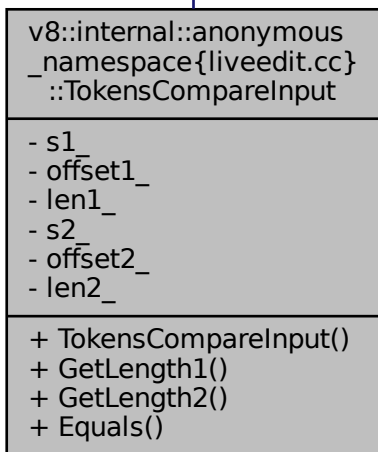 v8::internal::anonymous
_namespace{liveedit.cc}
::TokensCompareInput
- s1_
- offset1_
- len1_
- s2_
- offset2_
- len2_
+ TokensCompareInput()
+ GetLength1()
+ GetLength2()
+ Equals()